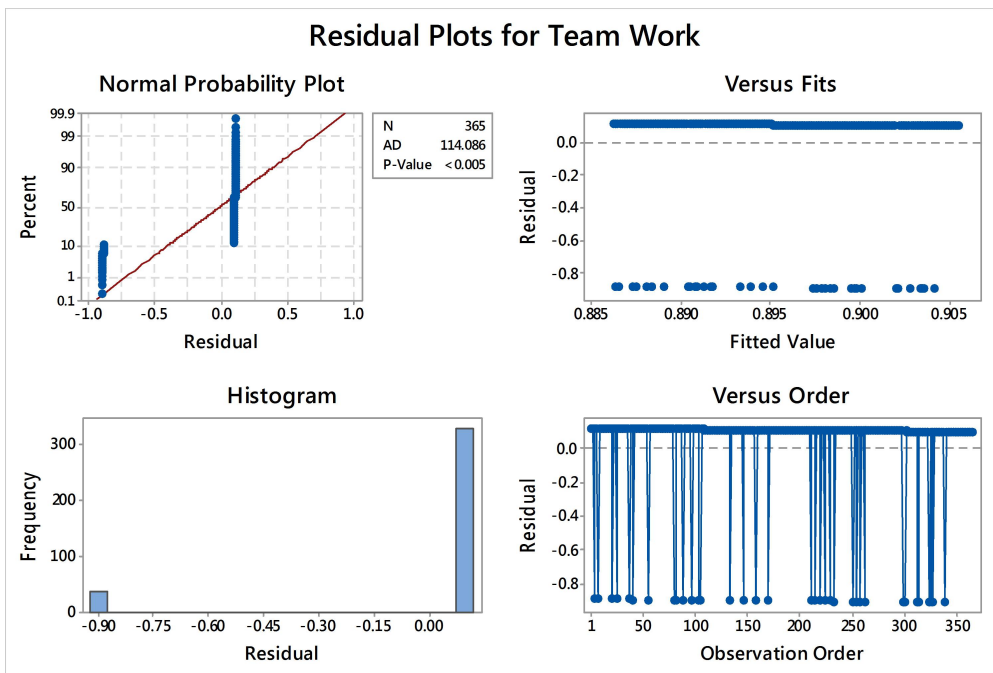 Residual Plots for Team Work
Normal Probability Plot
99.9
99
90
50
10
1
0.1
Percent
-1.0 -0.5 0.0 0.5 1.0
Residual
N 365
AD 114.086
P-Value <0.005
Versus Fits
0.0
-0.2
-0.4
-0.6
-0.8
Residual
0.885 0.890 0.895 0.900 0.905
Fitted Value
Histogram
300
200
100
0
Frequency
-0.90 -0.75 -0.60 -0.45 -0.30 -0.15 0.00
Residual
Versus Order
0.0
-0.2
-0.4
-0.6
-0.8
Residual
1 50 100 150 200 250 300 350
Observation Order